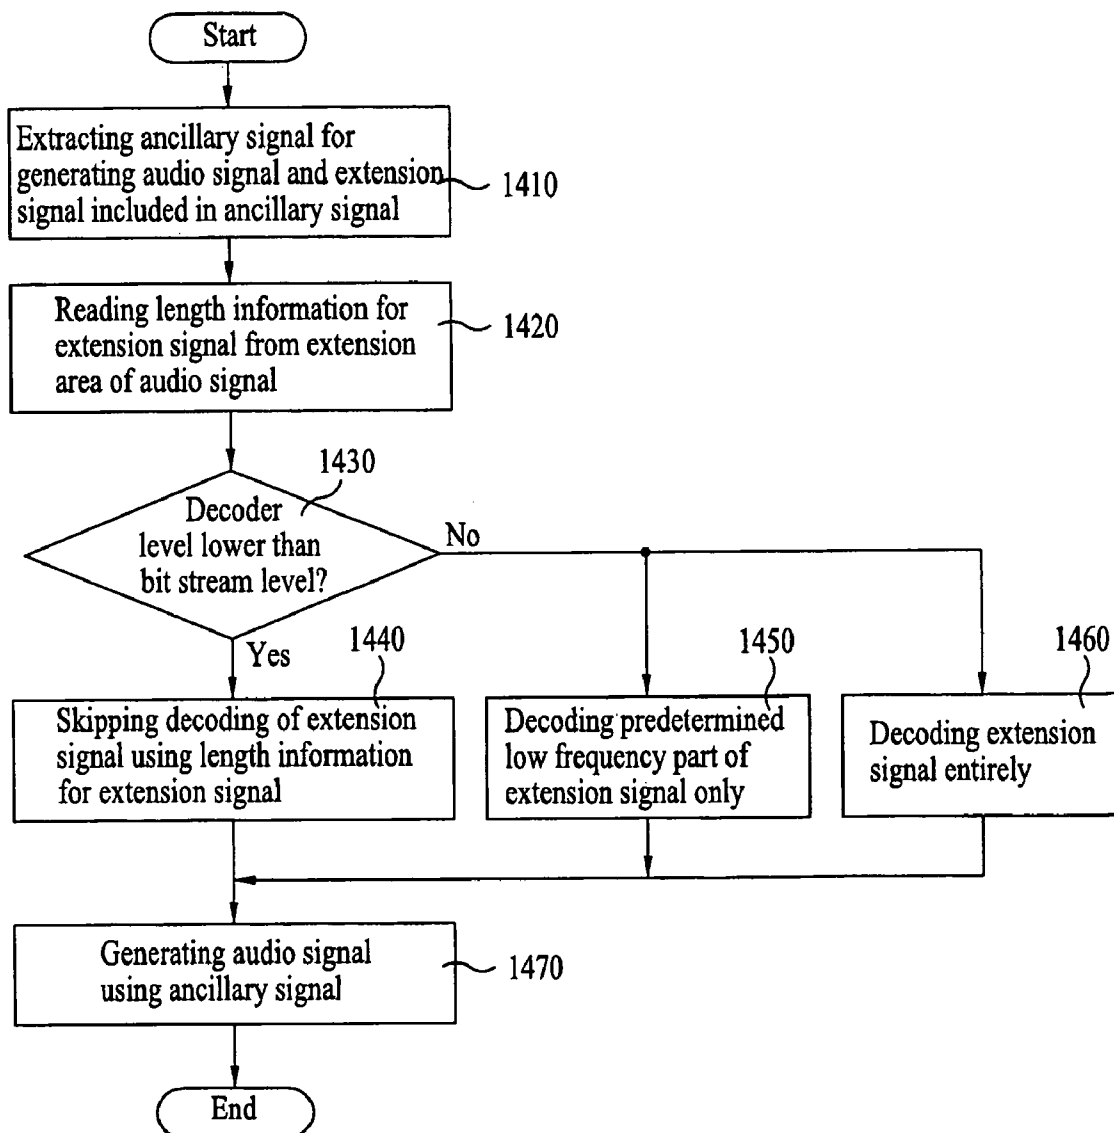 Start
Extracting ancillary signal for
generating audio signal and extension
signal included in ancillary signal
1410
Reading length information for
extension signal from extension
area of audio signal
1420
1430
Decoder
level lower than
bit stream level?
No
Yes
1440
Skipping decoding of extension
signal using length information
for extension signal
1450
Decoding predetermined
low frequency part of
extension signal only
1460
Decoding extension
signal entirely
Generating audio signal
using ancillary signal
1470
End